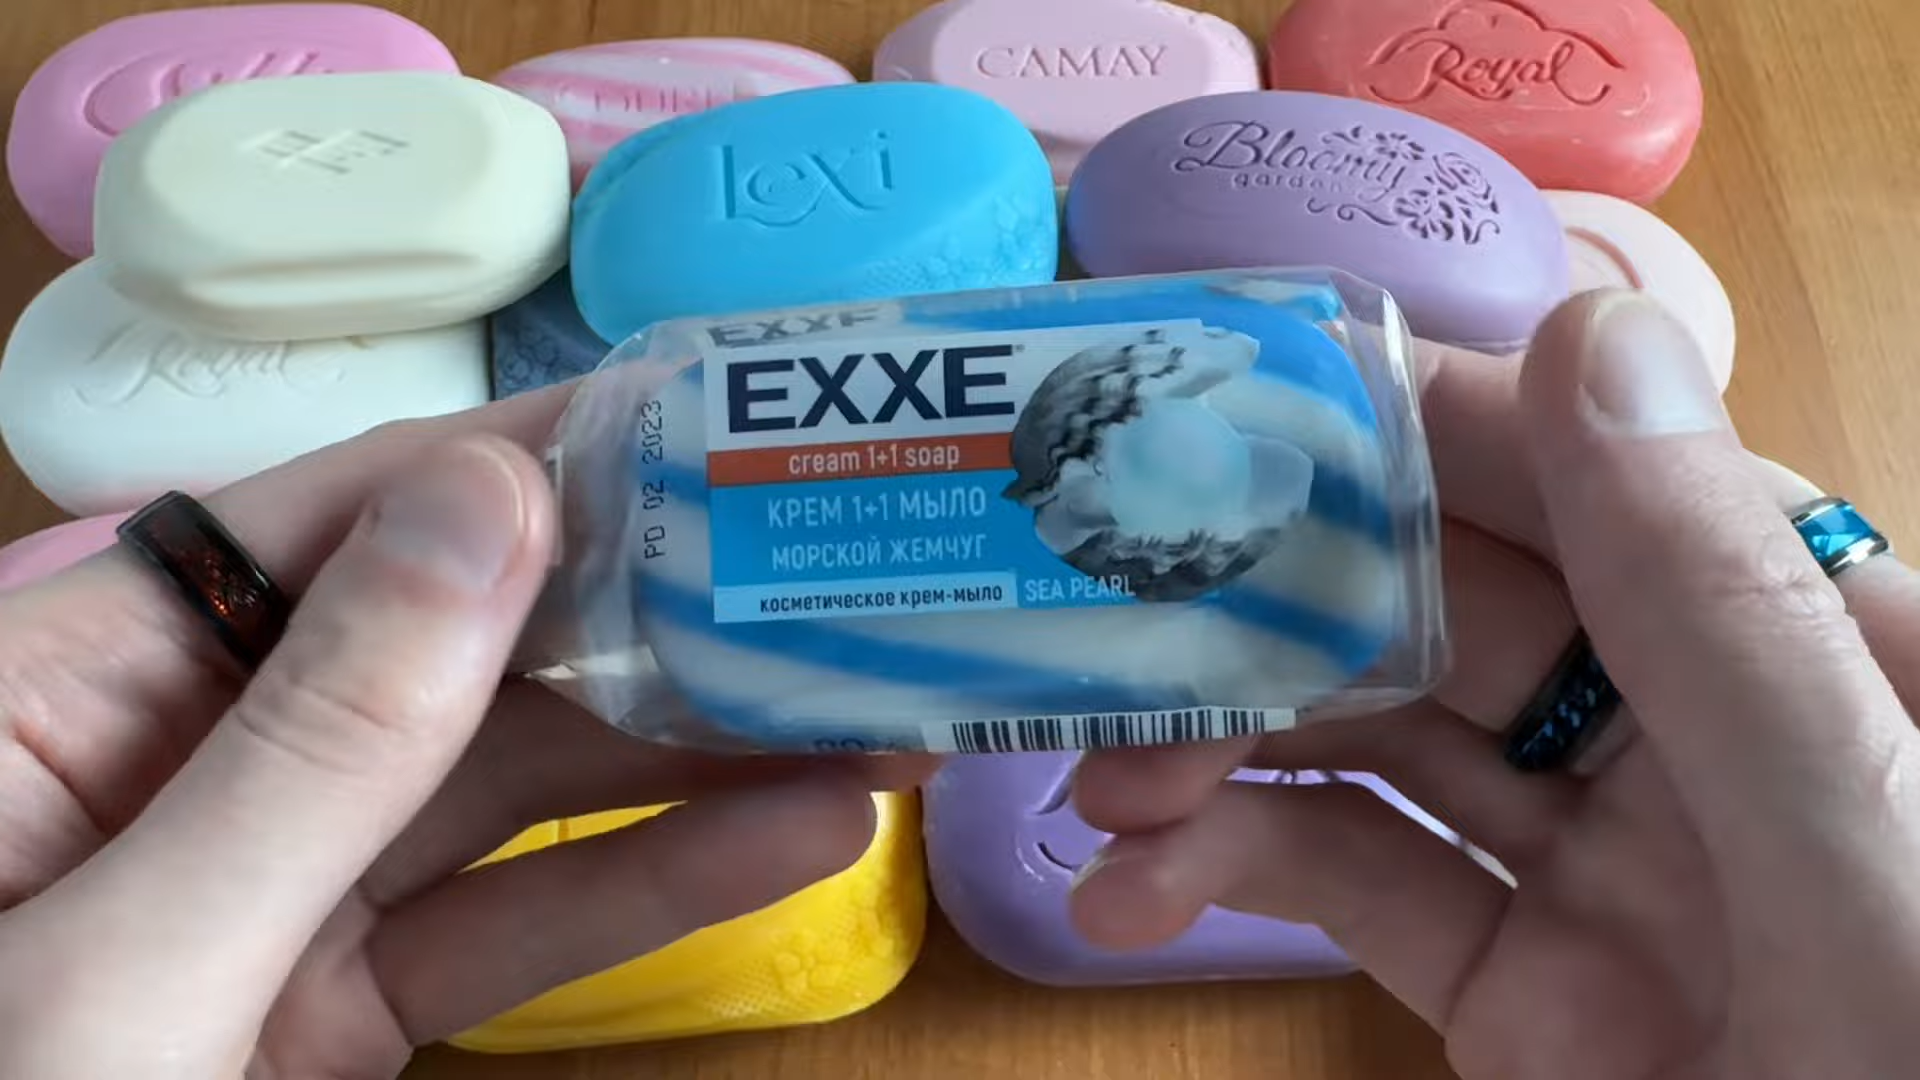 CAMAY
Royal
lexi
Bloomy
garden
Royal
EXXE
EXXE®
cream 1+1 soap
КРЕМ 1+1 МЫЛО
МОРСКОЙ ЖЕМЧУГ
косметическое крем-мыло
SEA PEARL
PD 02 2023